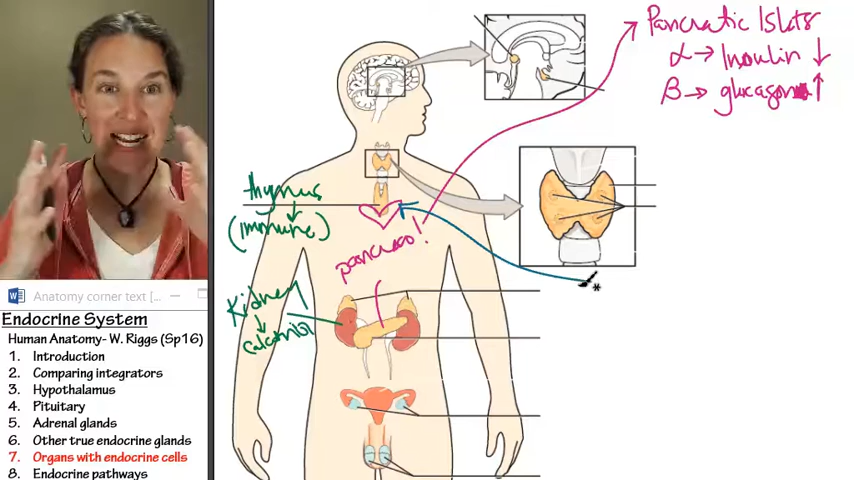 Pancratic Islets
α→ Insulin ↓
β→ glucagon ↑
thymus
(immune)
pancreas!
Kidney
calcitriol
*
Anatomy corner text [...
Endocrine System
Human Anatomy- W. Riggs (Sp16)
1. Introduction
2. Comparing integrators
3. Hypothalamus
4. Pituitary
5. Adrenal glands
6. Other true endocrine glands
7. Organs with endocrine cells
8. Endocrine pathways